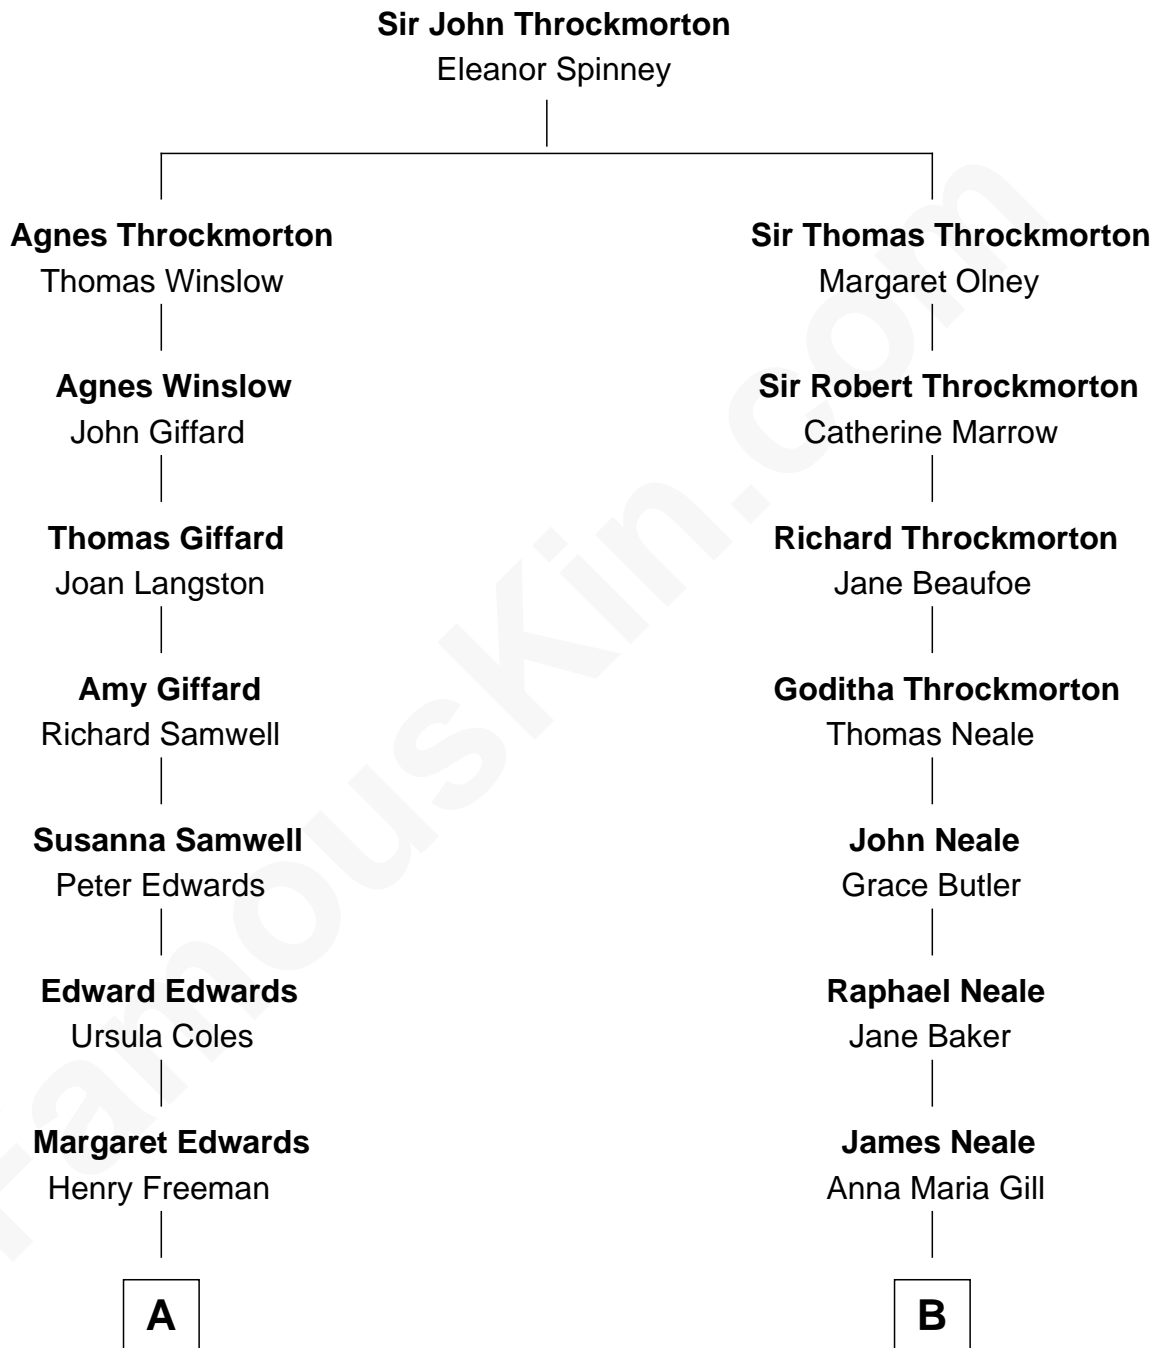 Sir John Throckmorton
Eleanor Spinney
Agnes Throckmorton
Thomas Winslow
Agnes Winslow
John Giffard
Thomas Giffard
Joan Langston
Amy Giffard
Richard Samwell
Susanna Samwell
Peter Edwards
Edward Edwards
Ursula Coles
Margaret Edwards
Henry Freeman
A
Sir Thomas Throckmorton
Margaret Olney
Sir Robert Throckmorton
Catherine Marrow
Richard Throckmorton
Jane Beaufoe
Goditha Throckmorton
Thomas Neale
John Neale
Grace Butler
Raphael Neale
Jane Baker
James Neale
Anna Maria Gill
B
FamousKin.com